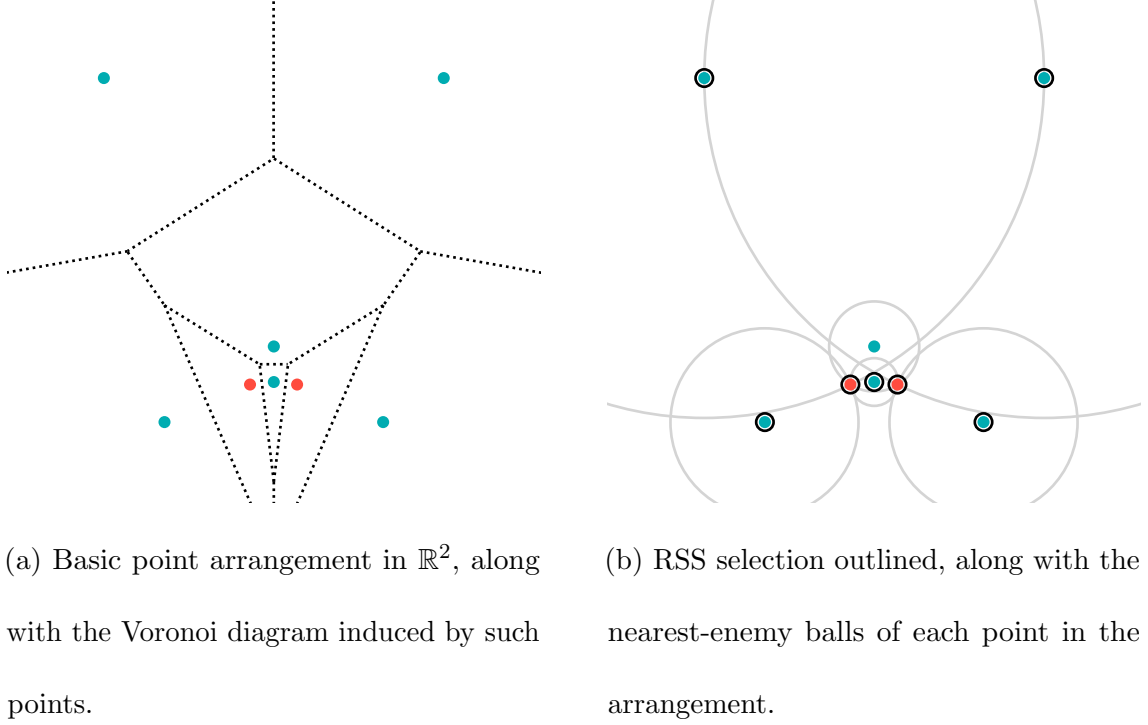 (a) Basic point arrangement in ℝ², along
with the Voronoi diagram induced by such
points.
(b) RSS selection outlined, along with the
nearest-enemy balls of each point in the
arrangement.